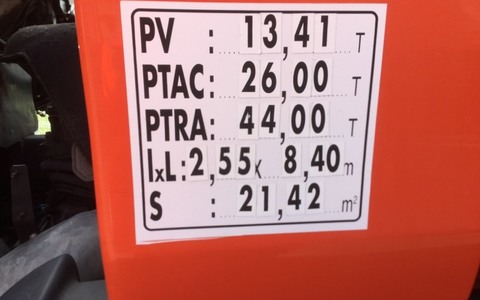 PV : 13,41 T
PTAC : 26,00 T
PTRA : 44,00 T
lxL : 2,55 x 8,40 m
S : 21,42 m²